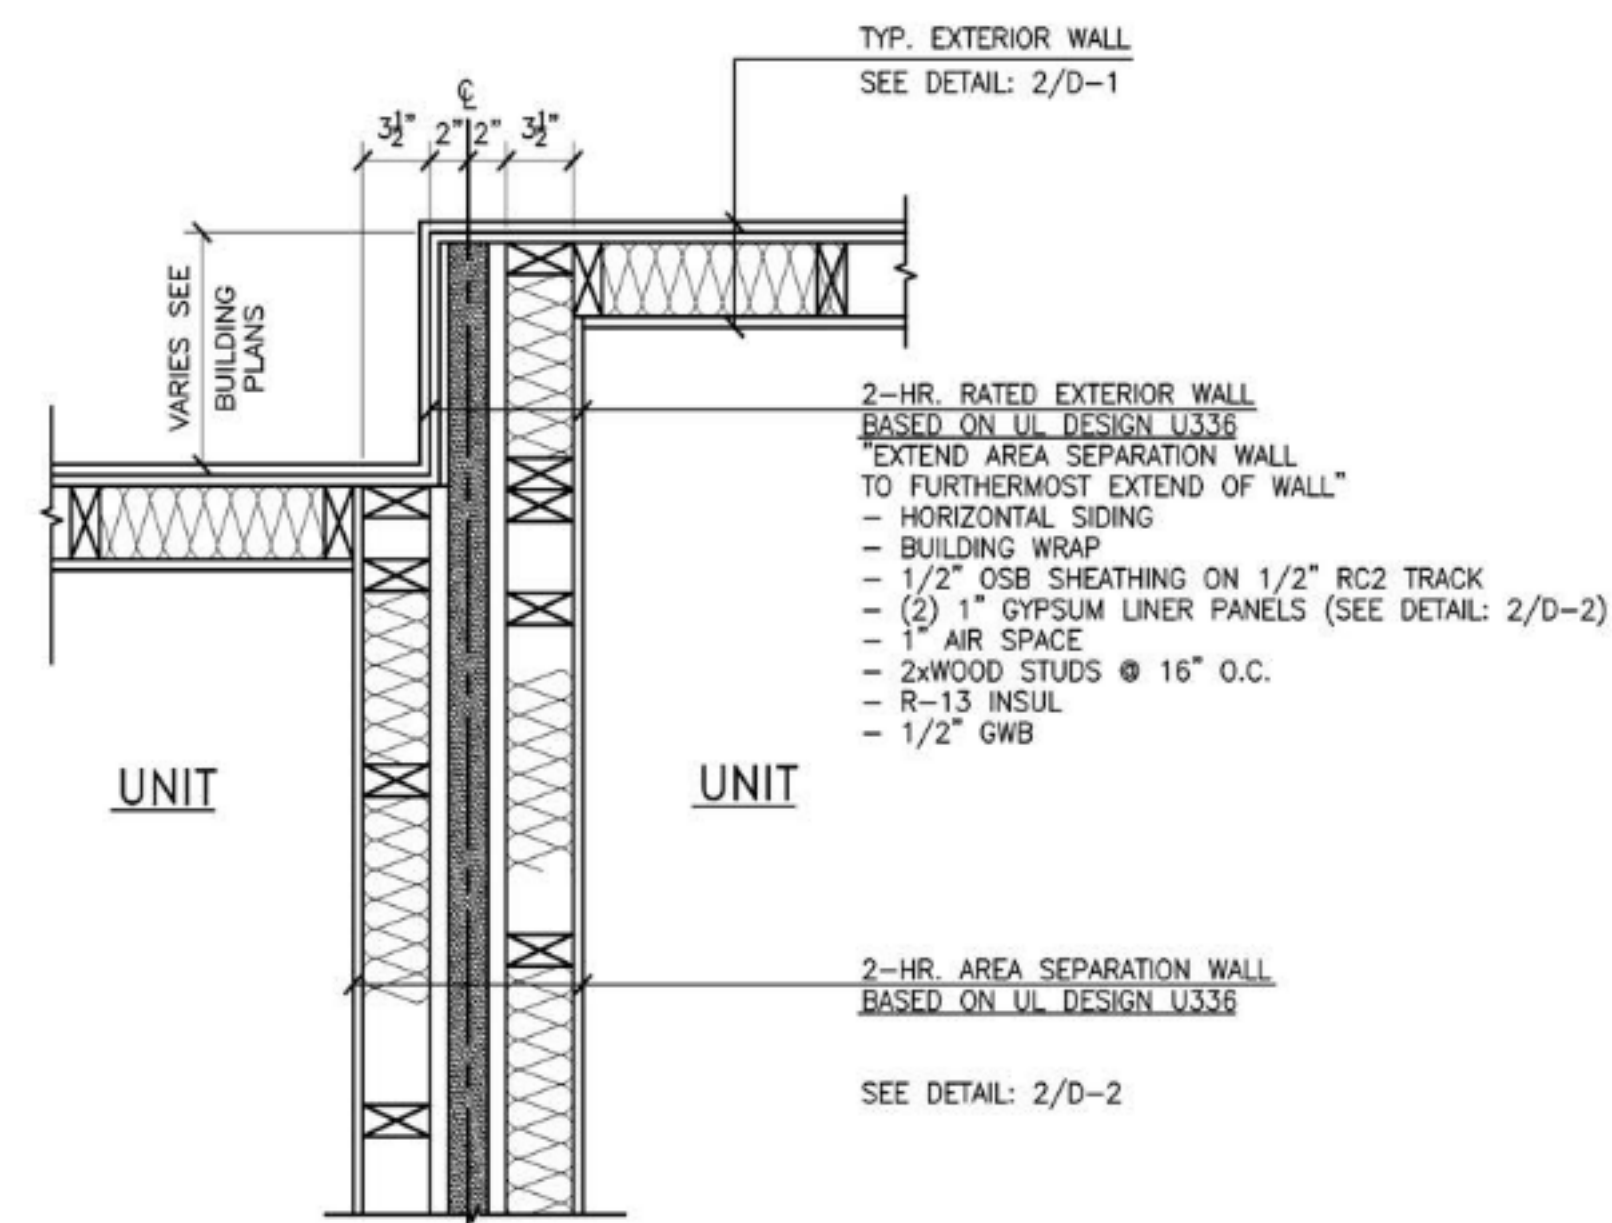 TYP. EXTERIOR WALL
SEE DETAIL: 2/D-1
℄
3½" 2" 2" 3½"
VARIES SEE
BUILDING
PLANS
2-HR. RATED EXTERIOR WALL
BASED ON UL DESIGN U336
"EXTEND AREA SEPARATION WALL
TO FURTHERMOST EXTEND OF WALL"
- HORIZONTAL SIDING
- BUILDING WRAP
- 1/2" OSB SHEATHING ON 1/2" RC2 TRACK
- (2) 1" GYPSUM LINER PANELS (SEE DETAIL: 2/D-2)
- 1" AIR SPACE
- 2xWOOD STUDS @ 16" O.C.
- R-13 INSUL
- 1/2" GWB
UNIT
UNIT
2-HR. AREA SEPARATION WALL
BASED ON UL DESIGN U336
SEE DETAIL: 2/D-2